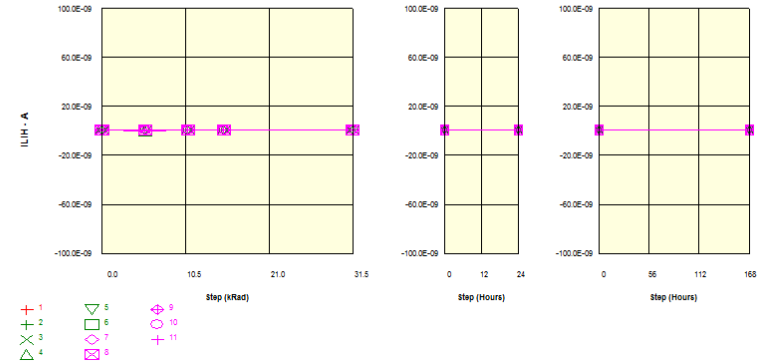 100.0E-09 100.0E-09 100.0E-09
60.0E-09 60.0E-09 60.0E-09
20.0E-09 20.0E-09 20.0E-09
ILIH - A
-20.0E-09 -20.0E-09 -20.0E-09
-60.0E-09 -60.0E-09 -60.0E-09
-100.0E-09 -100.0E-09 -100.0E-09
0.0 10.5 21.0 31.5 0 12 24 0 56 112 168
Step (kRad) Step (Hours) Step (Hours)
1 5 9
2 6 10
3 7 11
4 8